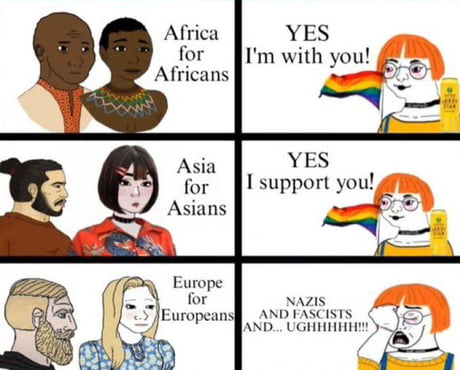 Africa
for
Africans
YES
I'm with you!
Asia
for
Asians
YES
I support you!
Europe
for
Europeans
NAZIS
AND FASCISTS
AND... UGHHHHH!!!